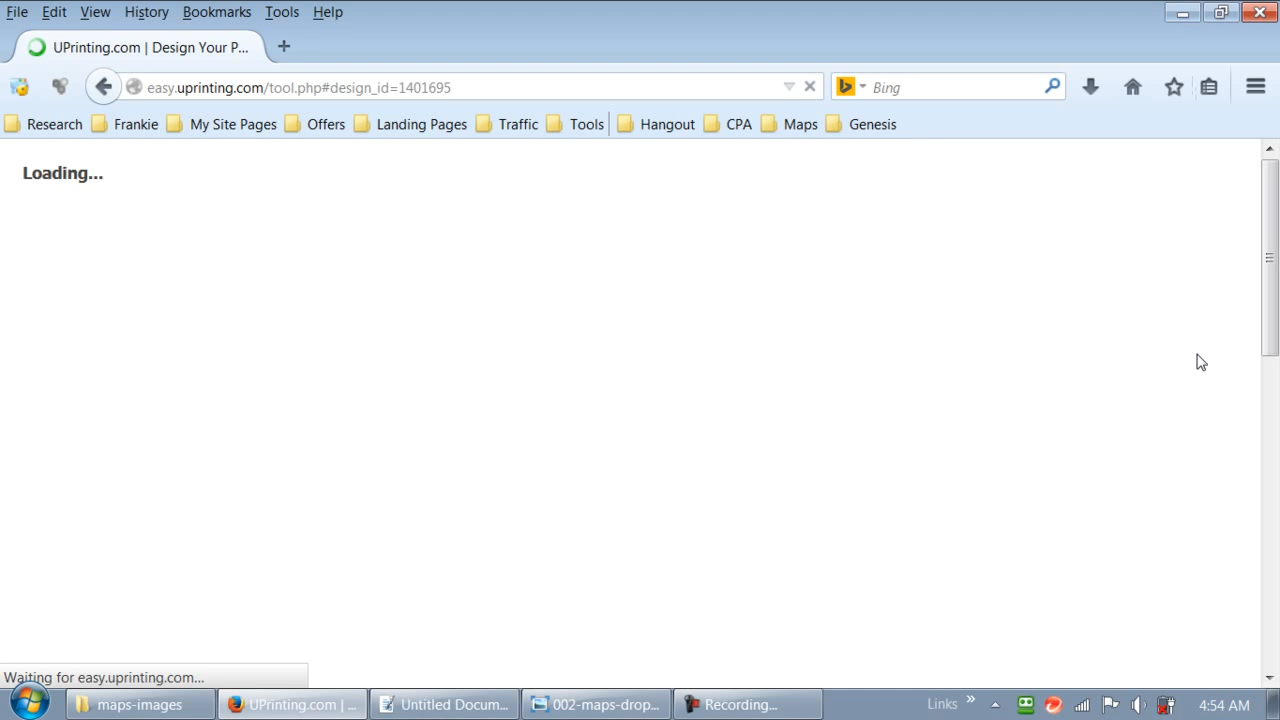 File Edit View History Bookmarks Tools Help
UPrinting.com | Design Your P...
easy.uprinting.com/tool.php#design_id=1401695
Bing
Research Frankie My Site Pages Offers Landing Pages Traffic Tools Hangout CPA Maps Genesis
Loading...
Waiting for easy.uprinting.com...
maps-images UPrinting.com | ... Untitled Docum... 002-maps-drop... Recording... Links » 4:54 AM